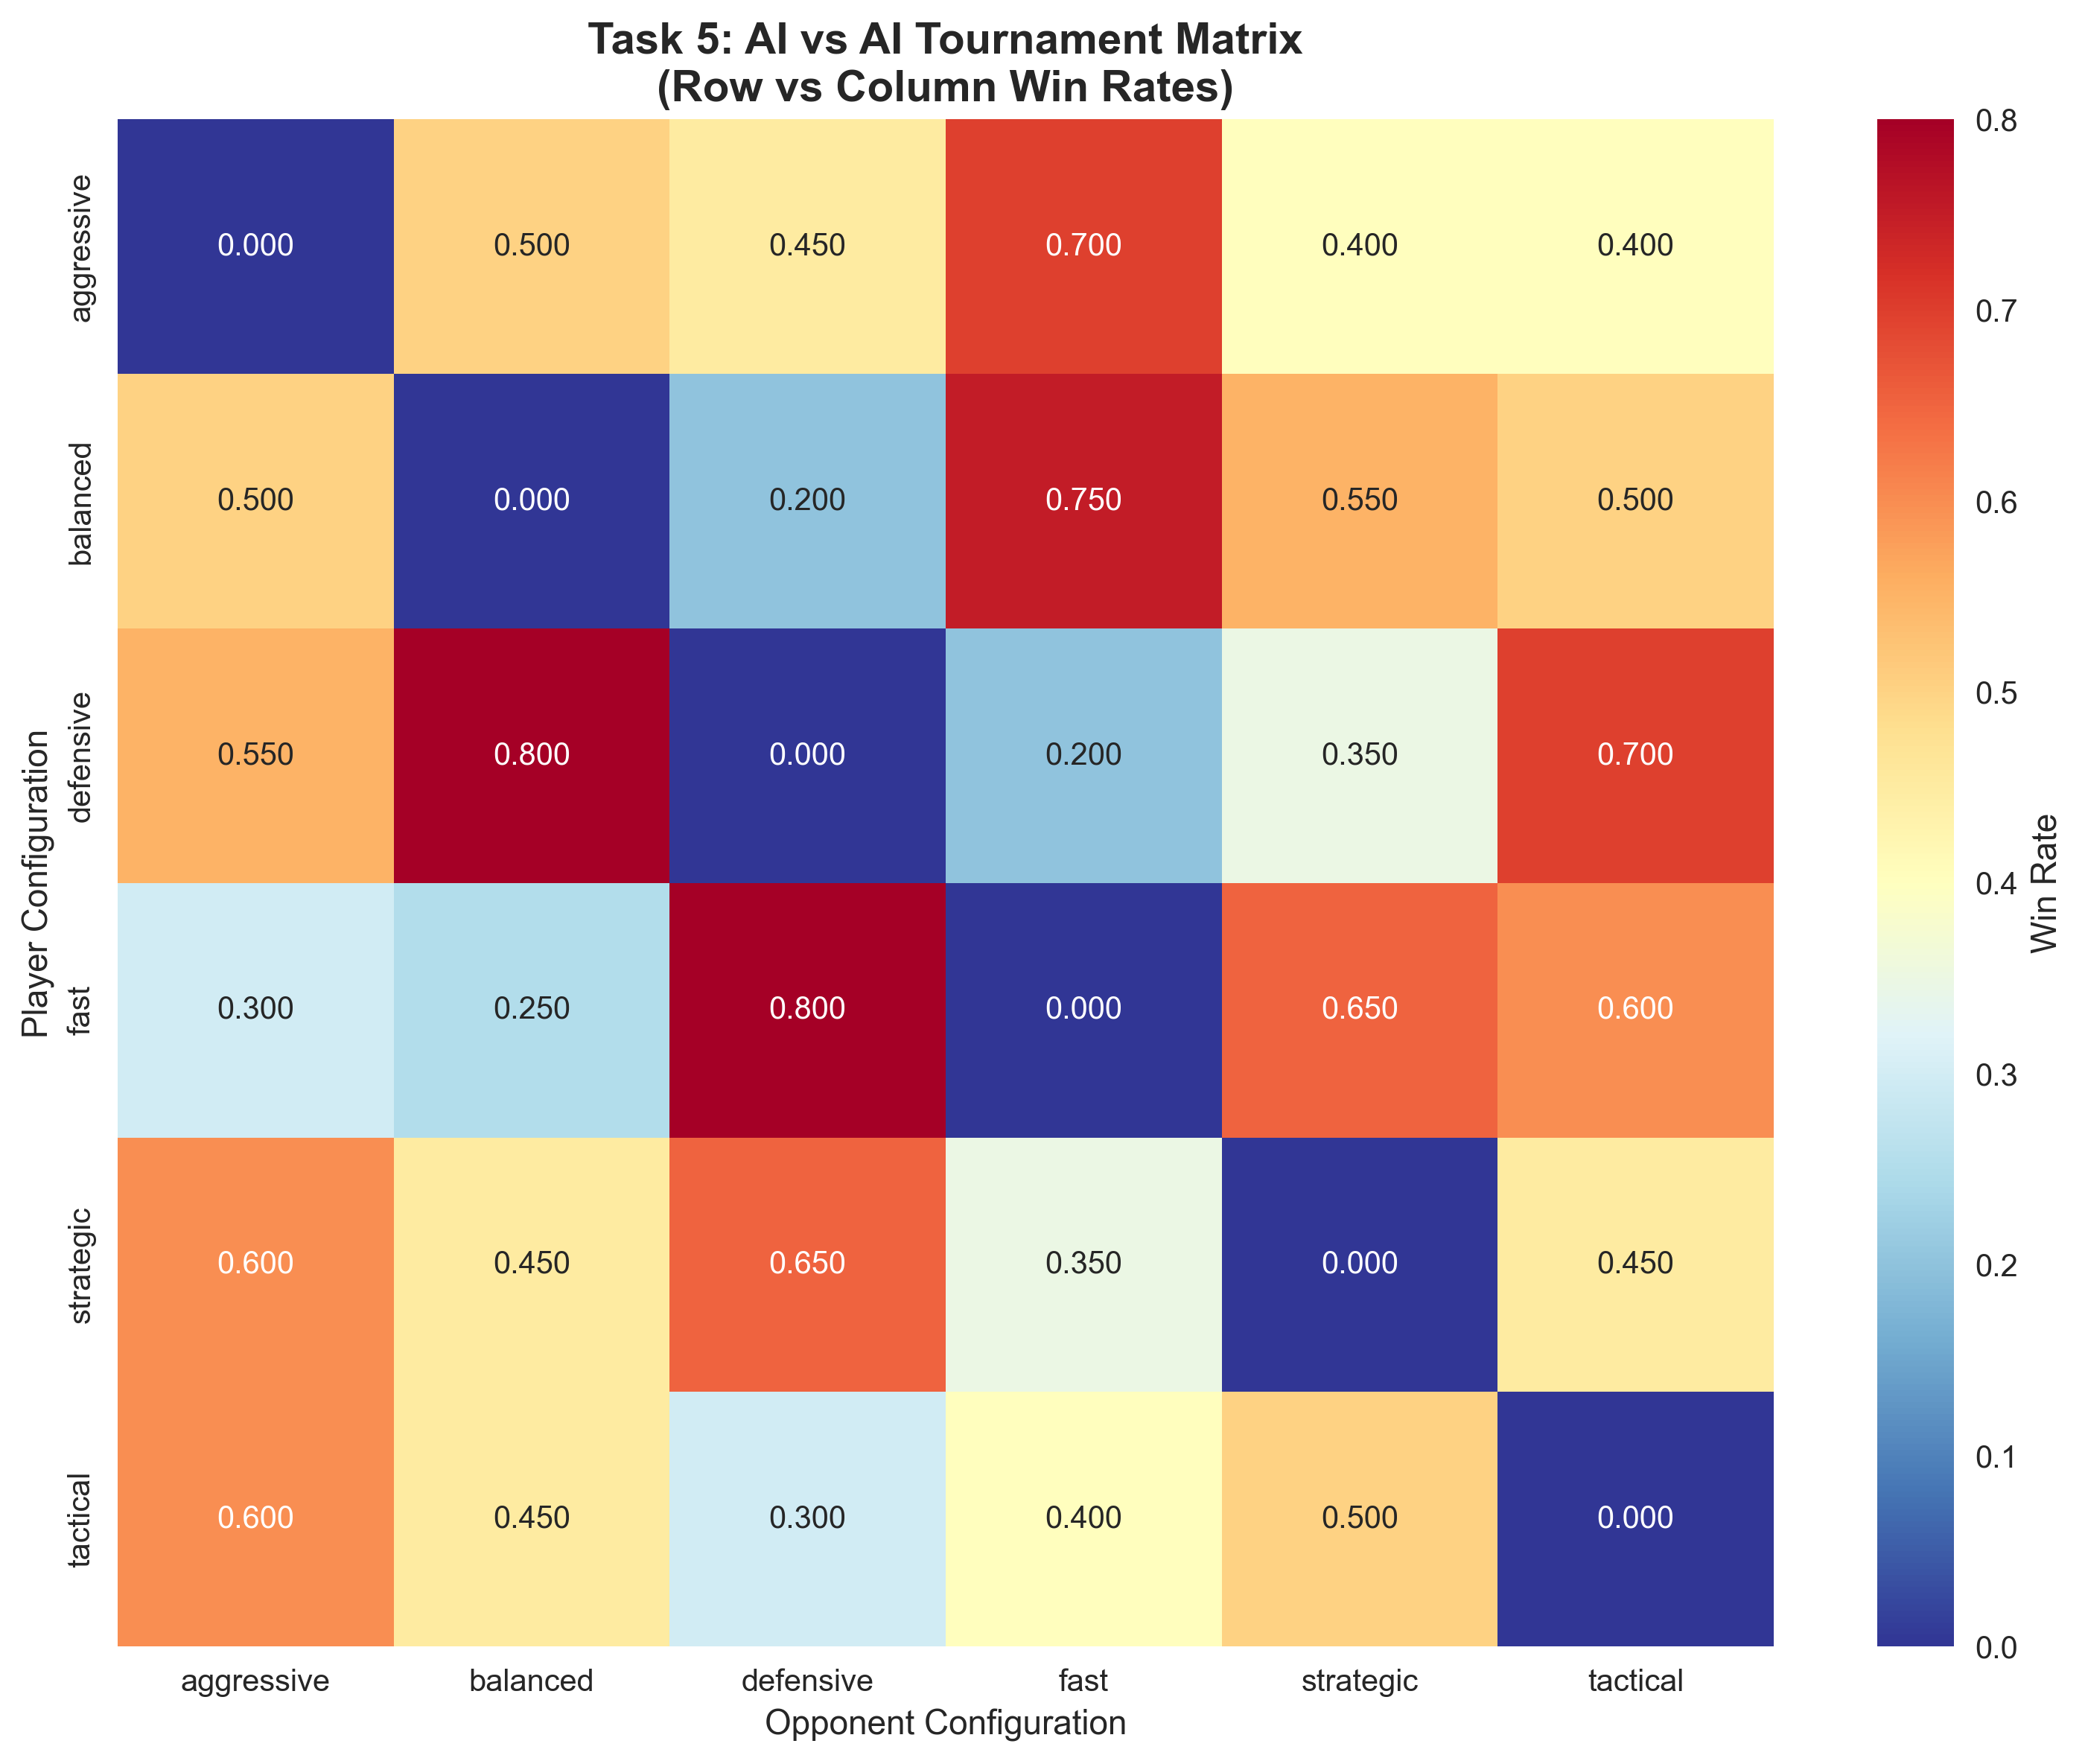 Task 5: AI vs AI Tournament Matrix
(Row vs Column Win Rates)
Player Configuration
aggressive
0.000 0.500 0.450 0.700 0.400 0.400
balanced
0.500 0.000 0.200 0.750 0.550 0.500
defensive
0.550 0.800 0.000 0.200 0.350 0.700
fast
0.300 0.250 0.800 0.000 0.650 0.600
strategic
0.600 0.450 0.650 0.350 0.000 0.450
tactical
0.600 0.450 0.300 0.400 0.500 0.000
aggressive balanced defensive fast strategic tactical
Opponent Configuration
0.8
0.7
0.6
0.5
0.4
0.3
0.2
0.1
0.0
Win Rate